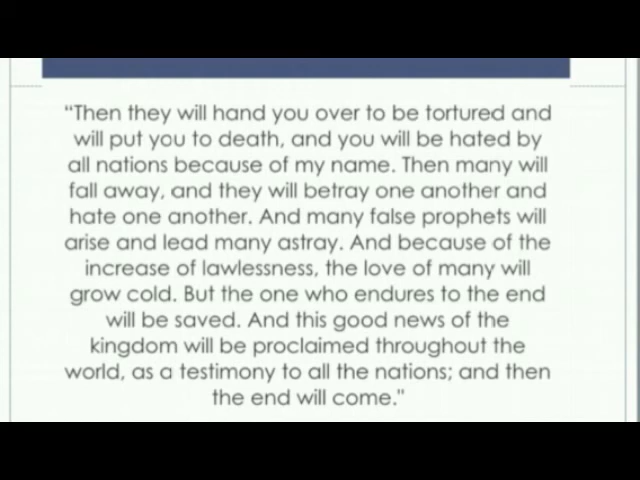 “Then they will hand you over to be tortured and
will put you to death, and you will be hated by
all nations because of my name. Then many will
fall away, and they will betray one another and
hate one another. And many false prophets will
arise and lead many astray. And because of the
increase of lawlessness, the love of many will
grow cold. But the one who endures to the end
will be saved. And this good news of the
kingdom will be proclaimed throughout the
world, as a testimony to all the nations; and then
the end will come."